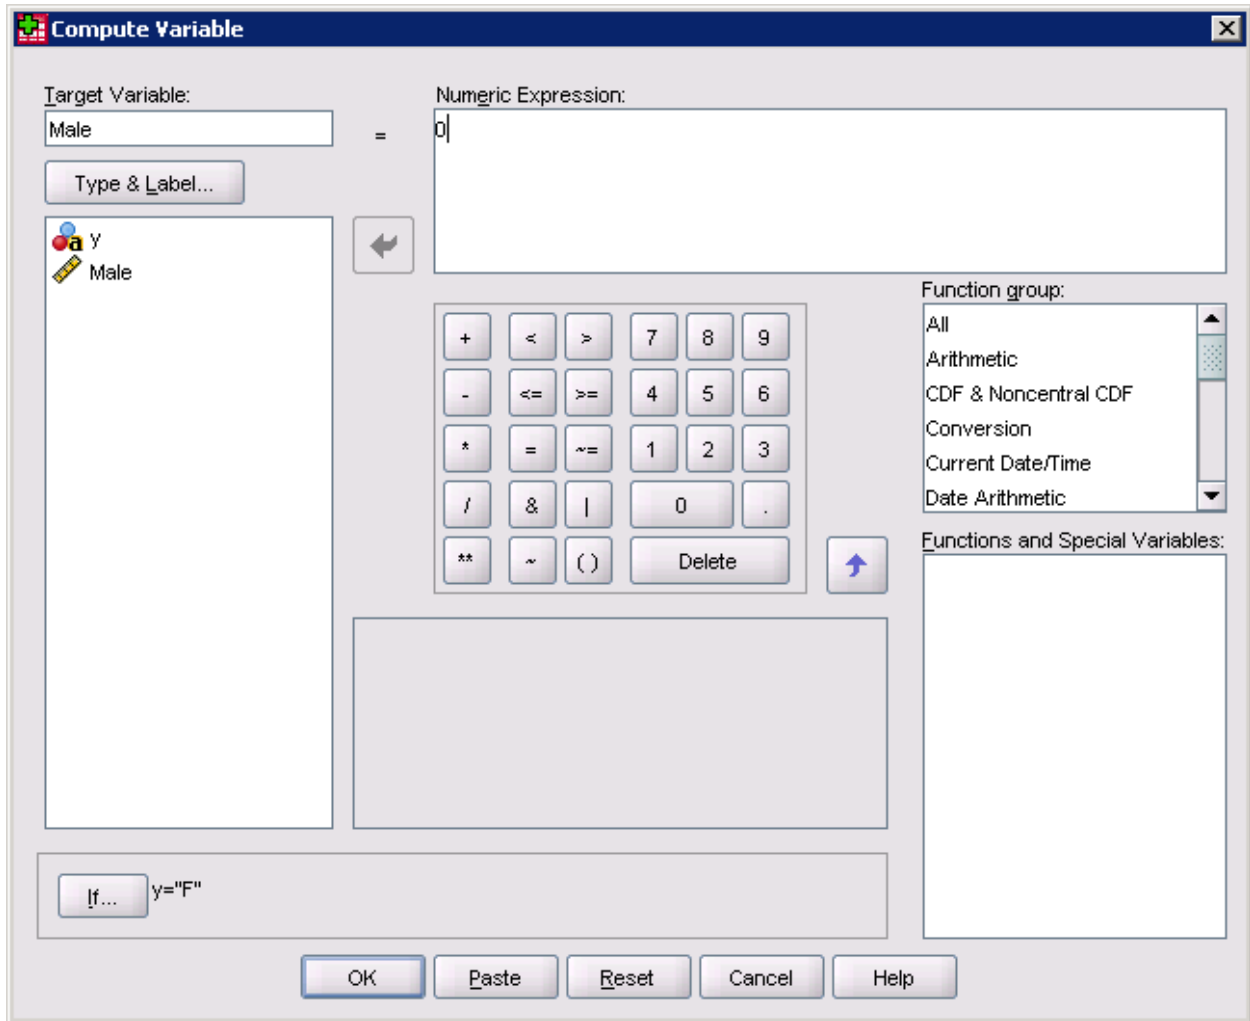 Compute Variable
Target Variable:
Numeric Expression:
Male
=
0
Type & Label...
y
Male
Function group:
All
Arithmetic
CDF & Noncentral CDF
Conversion
Current Date/Time
Date Arithmetic
+ < > 7 8 9
- <= >= 4 5 6
* = ~= 1 2 3
/ & | 0 .
** ~ ( ) Delete
Functions and Special Variables:
If... y="F"
OK Paste Reset Cancel Help